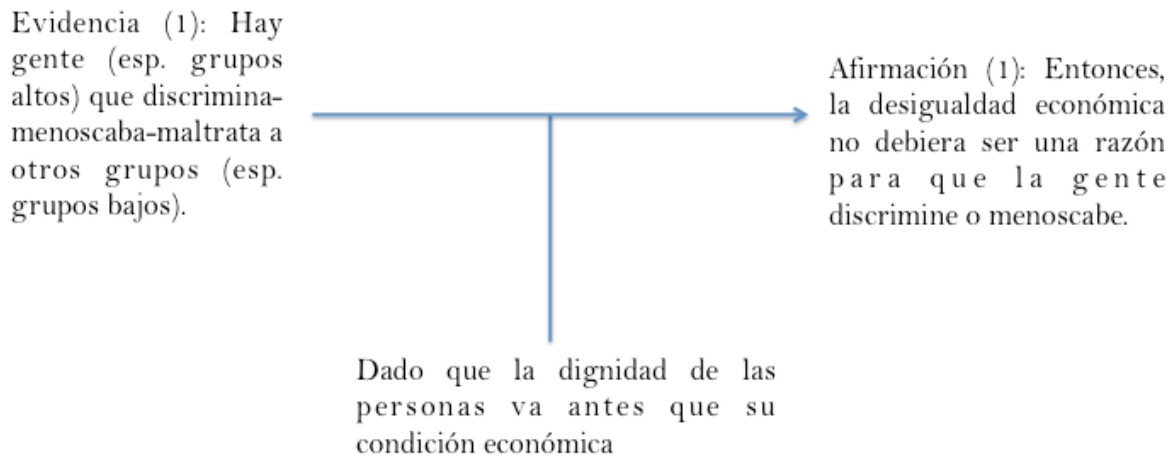 Evidencia (1): Hay
gente (esp. grupos
altos) que discrimina-
menoscaba-maltrata a
otros grupos (esp.
grupos bajos).
Afirmación (1): Entonces,
la desigualdad económica
no debiera ser una razón
para que la gente
discrimine o menoscabe.
Dado que la dignidad de las
personas va antes que su
condición económica